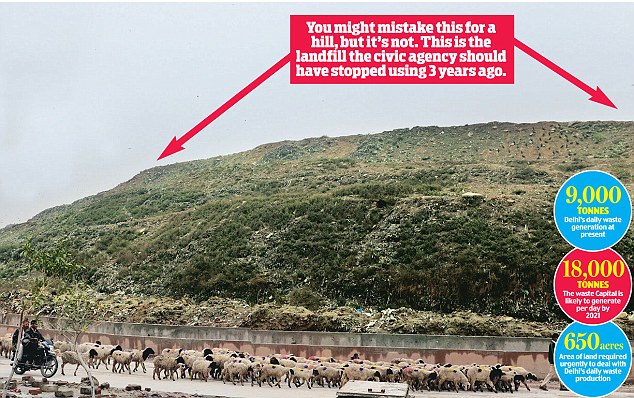 You might mistake this for a
hill, but it's not. This is the
landfill the civic agency should
have stopped using 3 years ago.
9,000
TONNES
Delhi's daily waste
generation at
present
18,000
TONNES
The waste Capital is
likely to generate
per day by
2021
650 acres
Area of land required
urgently to deal with
Delhi's daily waste
production